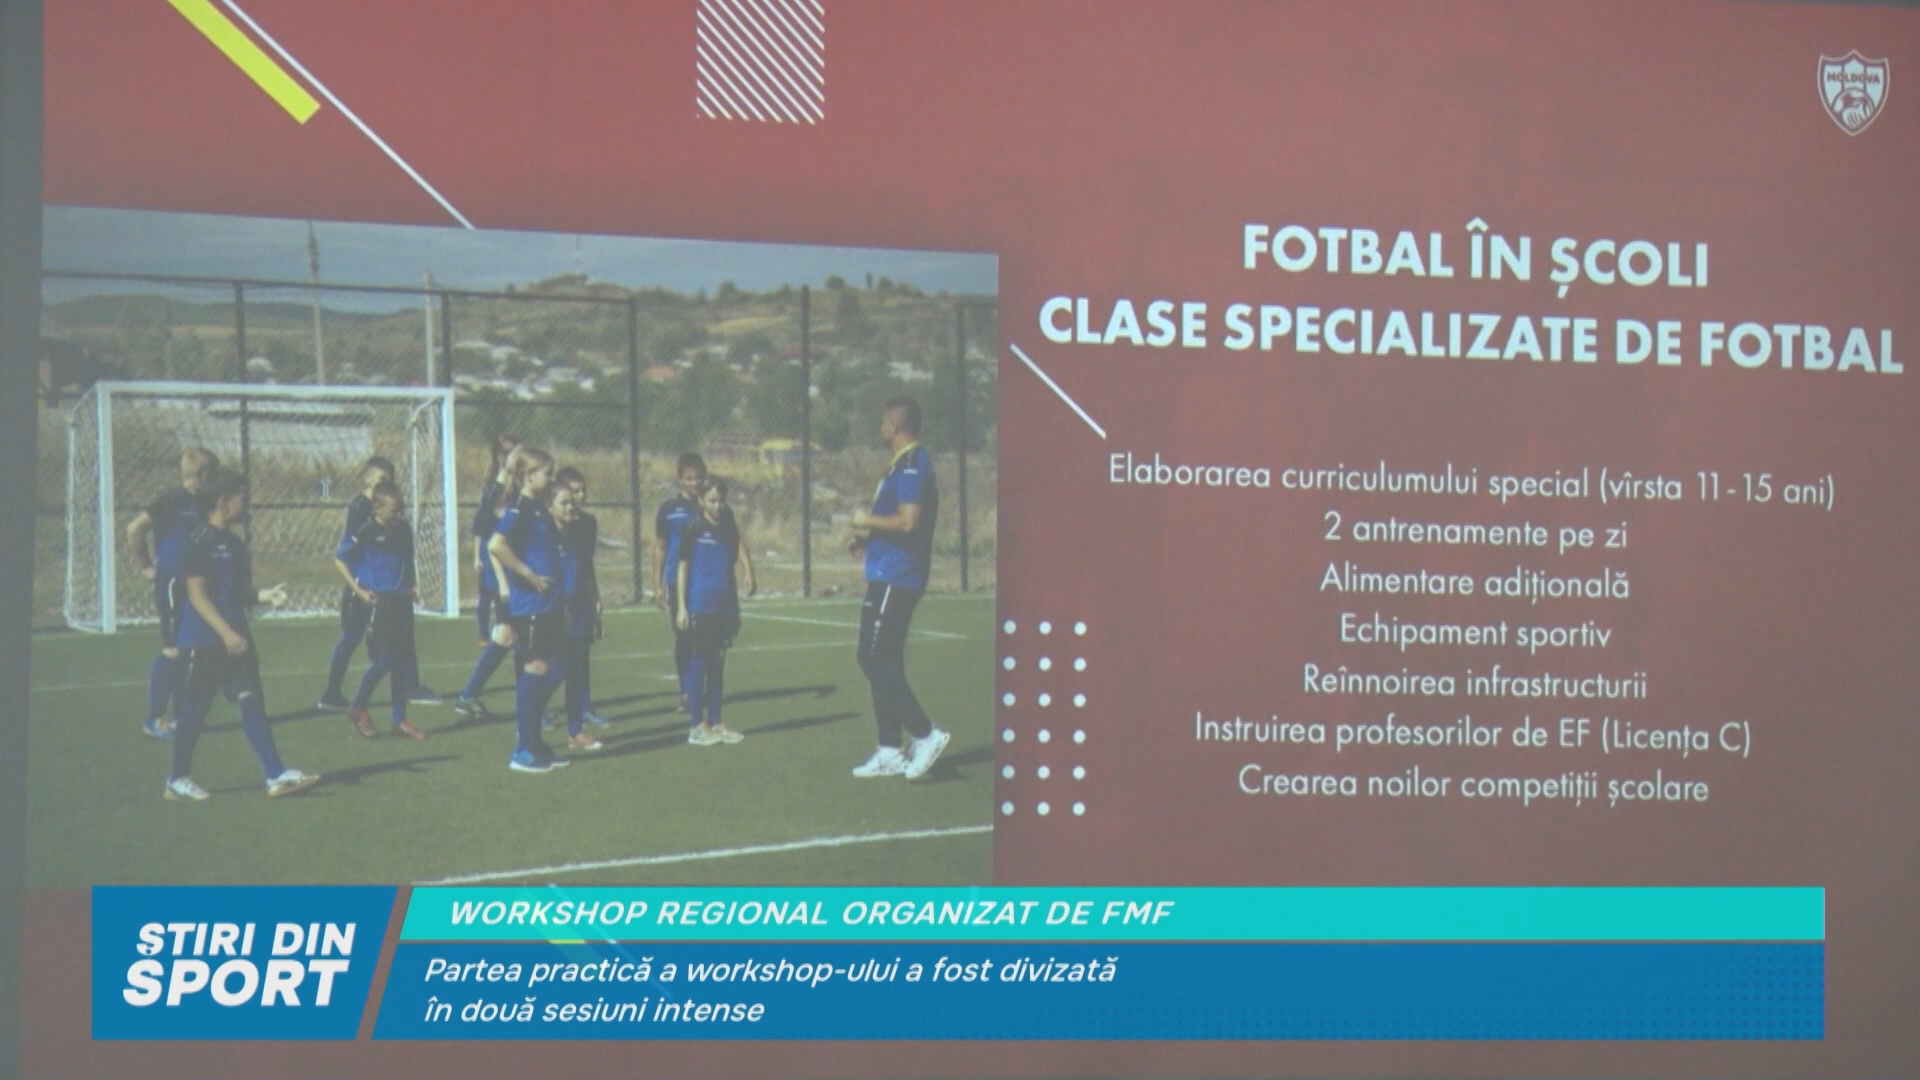 MOLDOVA
FOTBAL ÎN ȘCOLI
CLASE SPECIALIZATE DE FOTBAL
Elaborarea curriculumului special (vîrsta 11-15 ani)
2 antrenamente pe zi
Alimentare adițională
Echipament sportiv
Reînnoirea infrastructurii
Instruirea profesorilor de EF (Licența C)
Crearea noilor competiții școlare
ȘTIRI DIN
SPORT
WORKSHOP REGIONAL ORGANIZAT DE FMF
Partea practică a workshop-ului a fost divizată
în două sesiuni intense